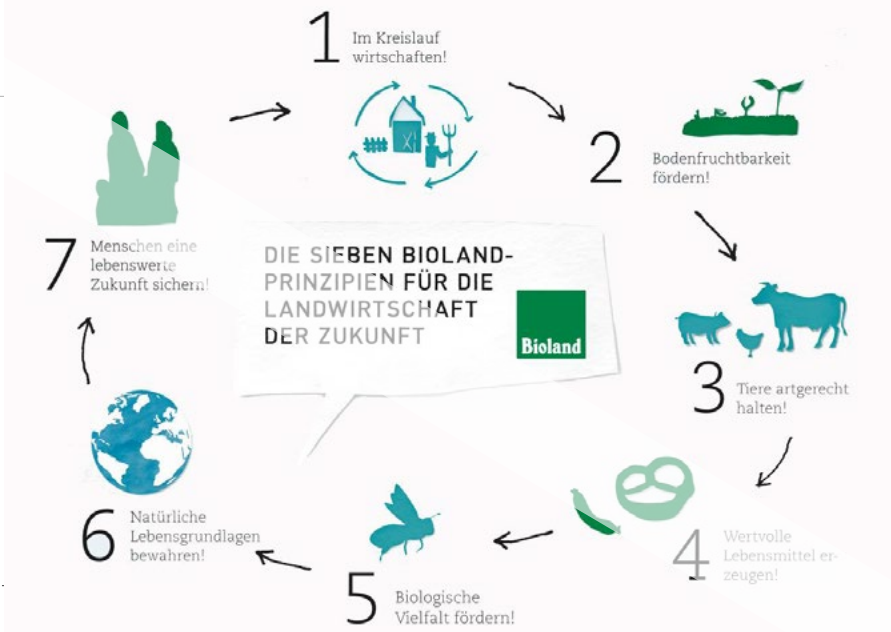 1
Im Kreislauf
wirtschaften!
2
Bodenfruchtbarkeit
fördern!
3
Tiere artgerecht
halten!
4
Wertvolle
Lebensmittel er-
zeugen!
5
Biologische
Vielfalt fördern!
6
Natürliche
Lebensgrundlagen
bewahren!
7
Menschen eine
lebenswerte
Zukunft sichern!
DIE SIEBEN BIOLAND-
PRINZIPIEN FÜR DIE
LANDWIRTSCHAFT
DER ZUKUNFT
Bioland